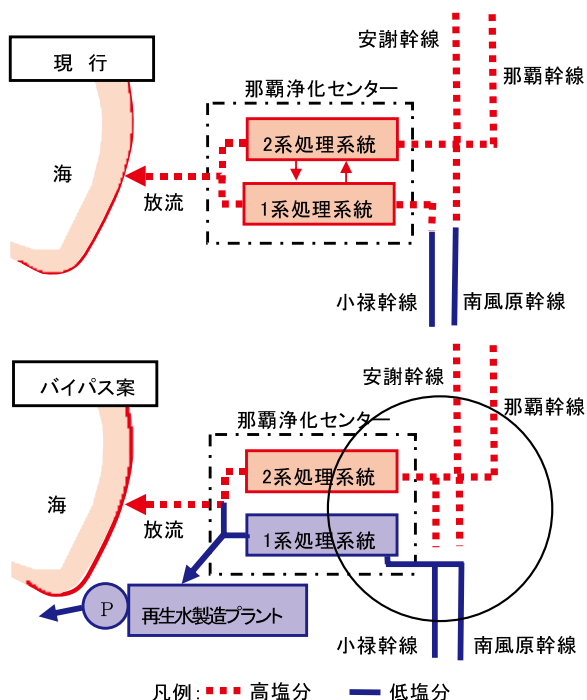 現 行
安謝幹線
那覇幹線
那覇浄化センター
2系処理系統
海
放流
1系処理系統
小禄幹線
南風原幹線
バイパス案
安謝幹線
那覇幹線
那覇浄化センター
2系処理系統
海
放流
1系処理系統
P
再生水製造プラント
小禄幹線
南風原幹線
凡例: 高塩分 低塩分